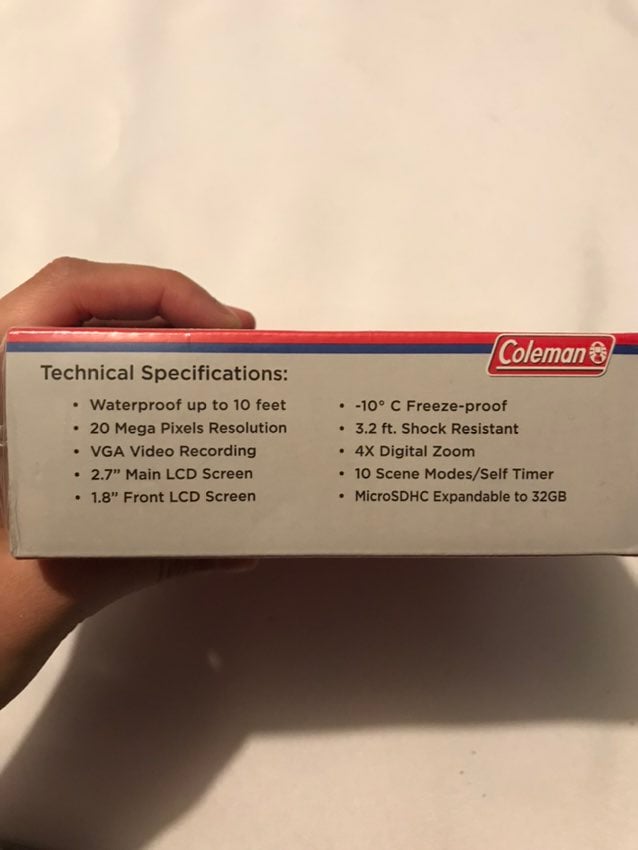 Coleman
Technical Specifications:
• Waterproof up to 10 feet
• 20 Mega Pixels Resolution
• VGA Video Recording
• 2.7” Main LCD Screen
• 1.8” Front LCD Screen
• -10° C Freeze-proof
• 3.2 ft. Shock Resistant
• 4X Digital Zoom
• 10 Scene Modes/Self Timer
• MicroSDHC Expandable to 32GB